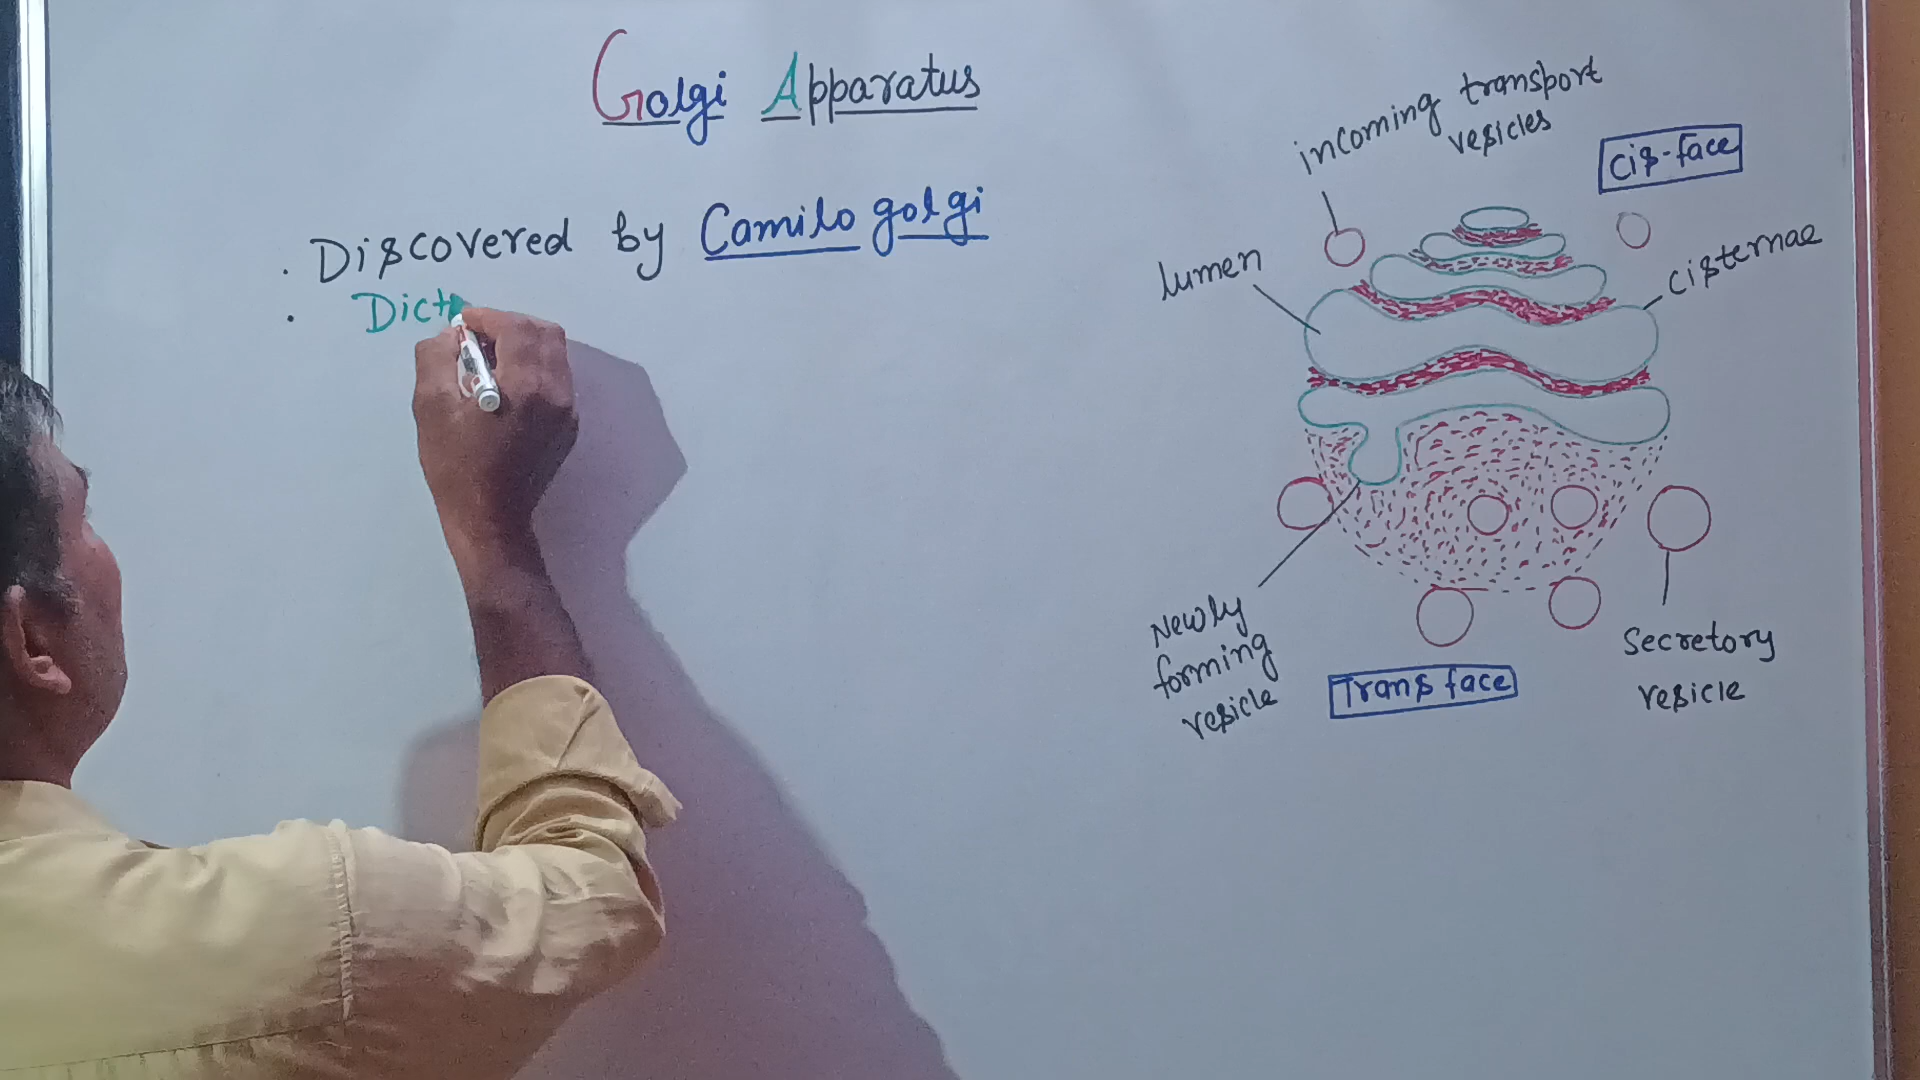 Golgi Apparatus
. Discovered by Camilo golgi
. Dict
incoming transport
vesicles
cis-face
lumen
cisternae
Newly
forming
vesicle
Trans face
Secretory
vesicle